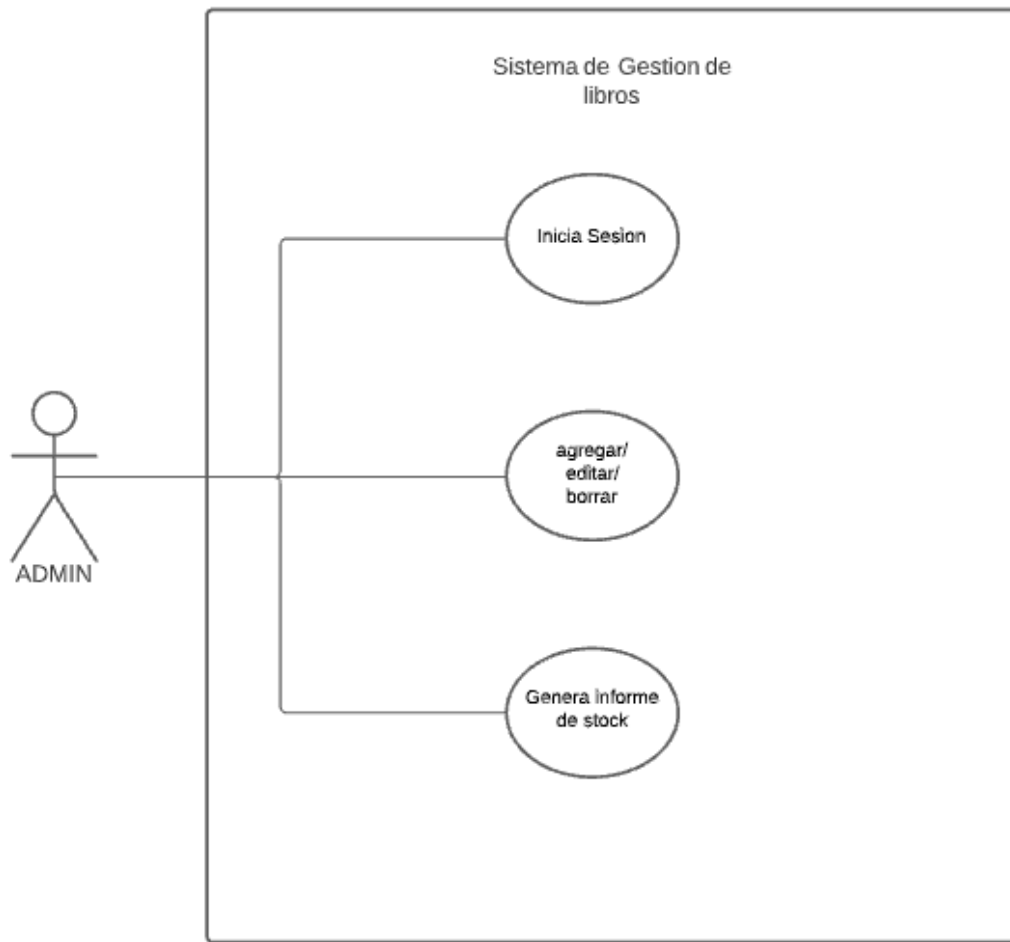 Sistema de Gestion de
libros
Inicia Sesion
agregar/
editar/
borrar
ADMIN
Genera informe
de stock